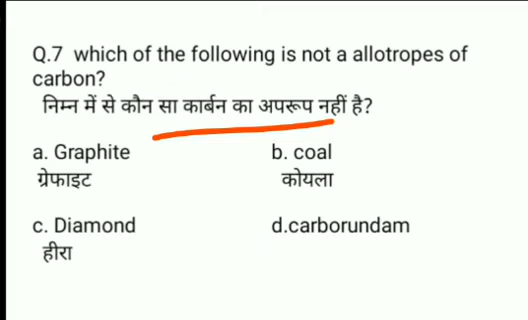 Q.7 which of the following is not a allotropes of
carbon?
निम्न में से कौन सा कार्बन का अपरूप नहीं है?
a. Graphite b. coal
ग्रेफाइट कोयला
c. Diamond d.carborundam
हीरा